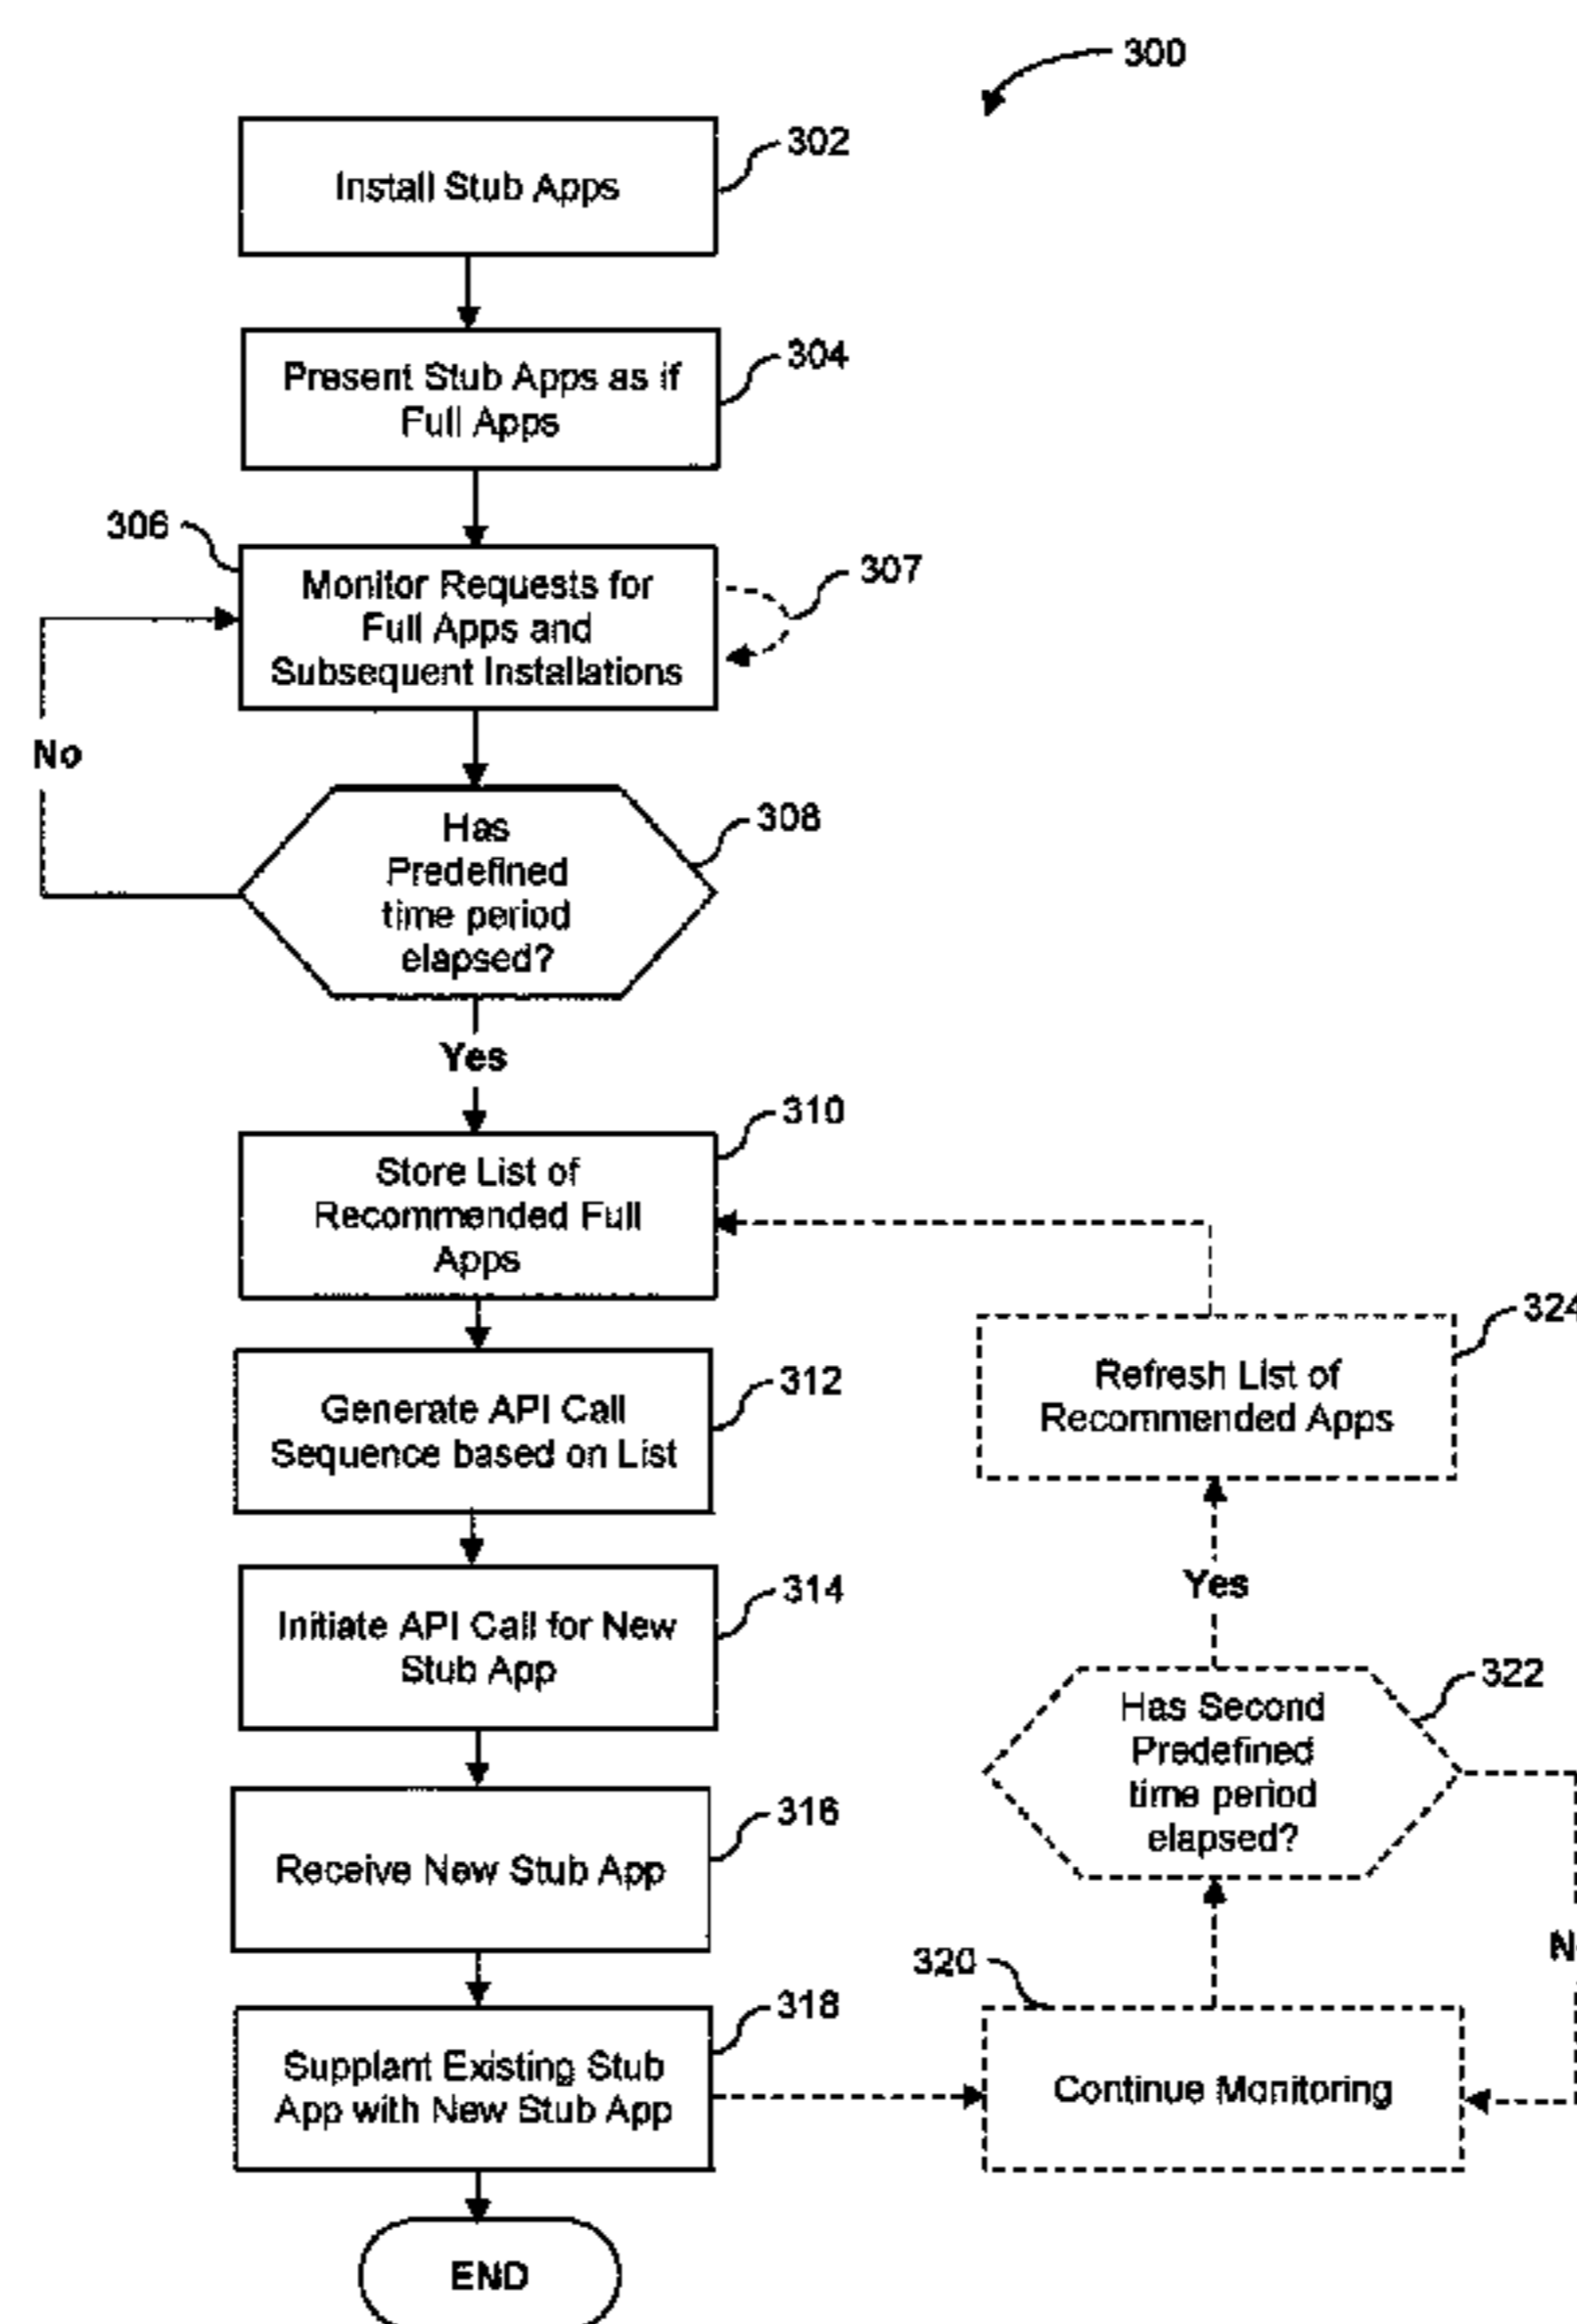 300
302
Install Stub Apps
304
Present Stub Apps as if
Full Apps
306
307
Monitor Requests for
Full Apps and
Subsequent Installations
No
308
Has
Predefined
time period
elapsed?
Yes
310
Store List of
Recommended Full
Apps
312
Generate API Call
Sequence based on List
314
Initiate API Call for New
Stub App
316
Receive New Stub App
318
Supplant Existing Stub
App with New Stub App
END
324
Refresh List of
Recommended Apps
Yes
322
Has Second
Predefined
time period
elapsed?
N
320
Continue Monitoring